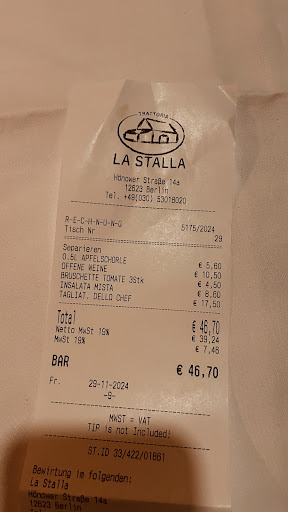 TRATTORIA
LA STALLA
Hönower Straße 14a
12623 Berlin
Tel. +49(030) 53018020
R-E-C-H-N-U-N-G 5175/2024
Tisch Nr 29
Separieren
0.5L APFELSCHORLE € 5,60
OFFENE WEINE € 10,50
BRUSCHETTE TOMATE 3Stk € 4,50
INSALATA MISTA € 8,60
TAGLIAT. DELLO CHEF € 17,50
Total € 46,70
Netto MwSt 19% € 39,24
MwSt 19% € 7,46
BAR € 46,70
Fr. 29-11-2024
-9-
MWST = VAT
TIP is not Included!
ST.ID 33/422/01861
Bewirtung im folgenden:
La Stalla
Hönower Straße 14a
12623 Berlin